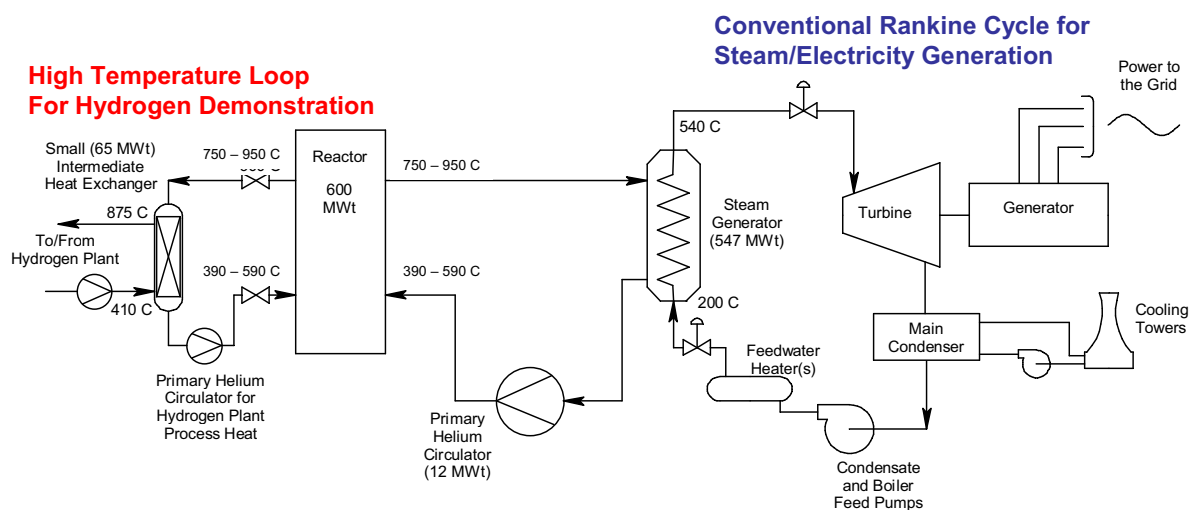 Conventional Rankine Cycle for
Steam/Electricity Generation
High Temperature Loop
For Hydrogen Demonstration
Power to
the Grid
Small (65 MWt)
Intermediate
Heat Exchanger
750 – 950 C
Reactor
600
MWt
750 – 950 C
540 C
875 C
To/From
Hydrogen Plant
410 C
390 – 590 C
390 – 590 C
Steam
Generator
(547 MWt)
200 C
Turbine
Generator
Main
Condenser
Cooling
Towers
Feedwater
Heater(s)
Primary Helium
Circulator for
Hydrogen Plant
Process Heat
Primary
Helium
Circulator
(12 MWt)
Condensate
and Boiler
Feed Pumps